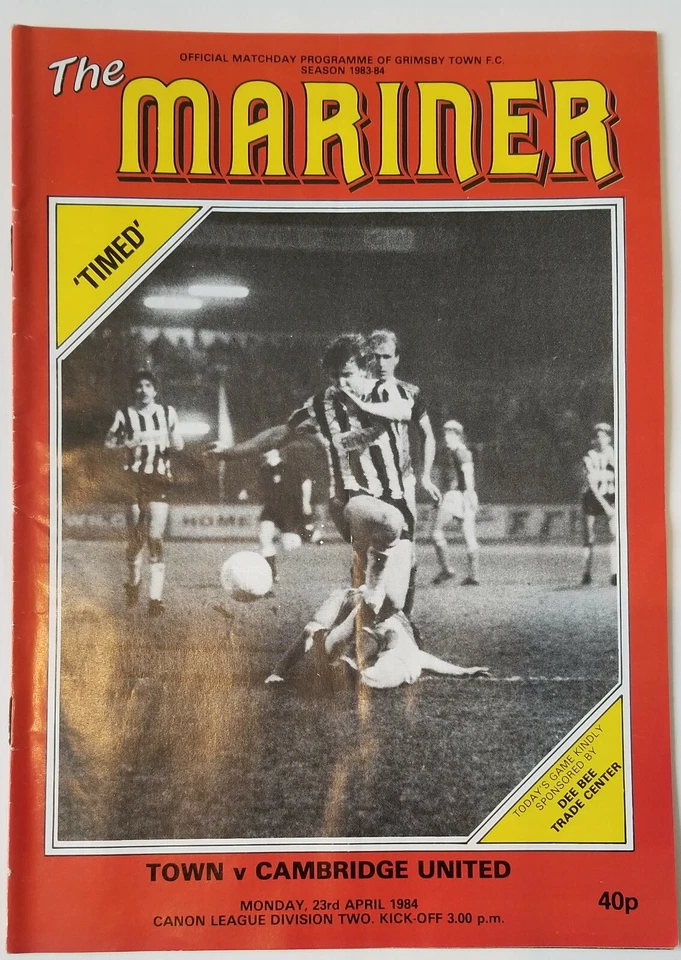 OFFICIAL MATCHDAY PROGRAMME OF GRIMSBY TOWN F.C.
SEASON 1983-84
The
MARINER
'TIMED'
HOME
TODAY'S GAME KINDLY
SPONSORED BY
DEE BEE
TRADE CENTER
TOWN v CAMBRIDGE UNITED
MONDAY, 23rd APRIL 1984
CANON LEAGUE DIVISION TWO. KICK-OFF 3.00 p.m.
40p